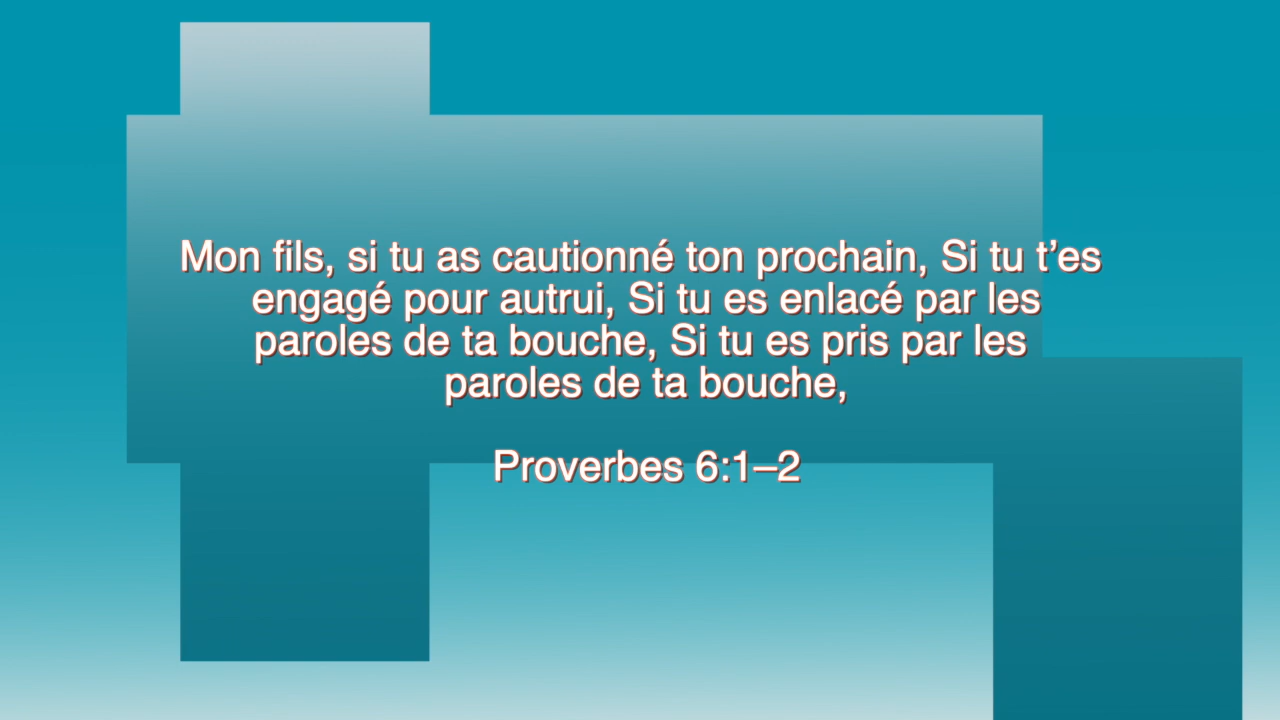 Mon fils, si tu as cautionné ton prochain, Si tu t’es
engagé pour autrui, Si tu es enlacé par les
paroles de ta bouche, Si tu es pris par les
paroles de ta bouche,
Proverbes 6:1–2